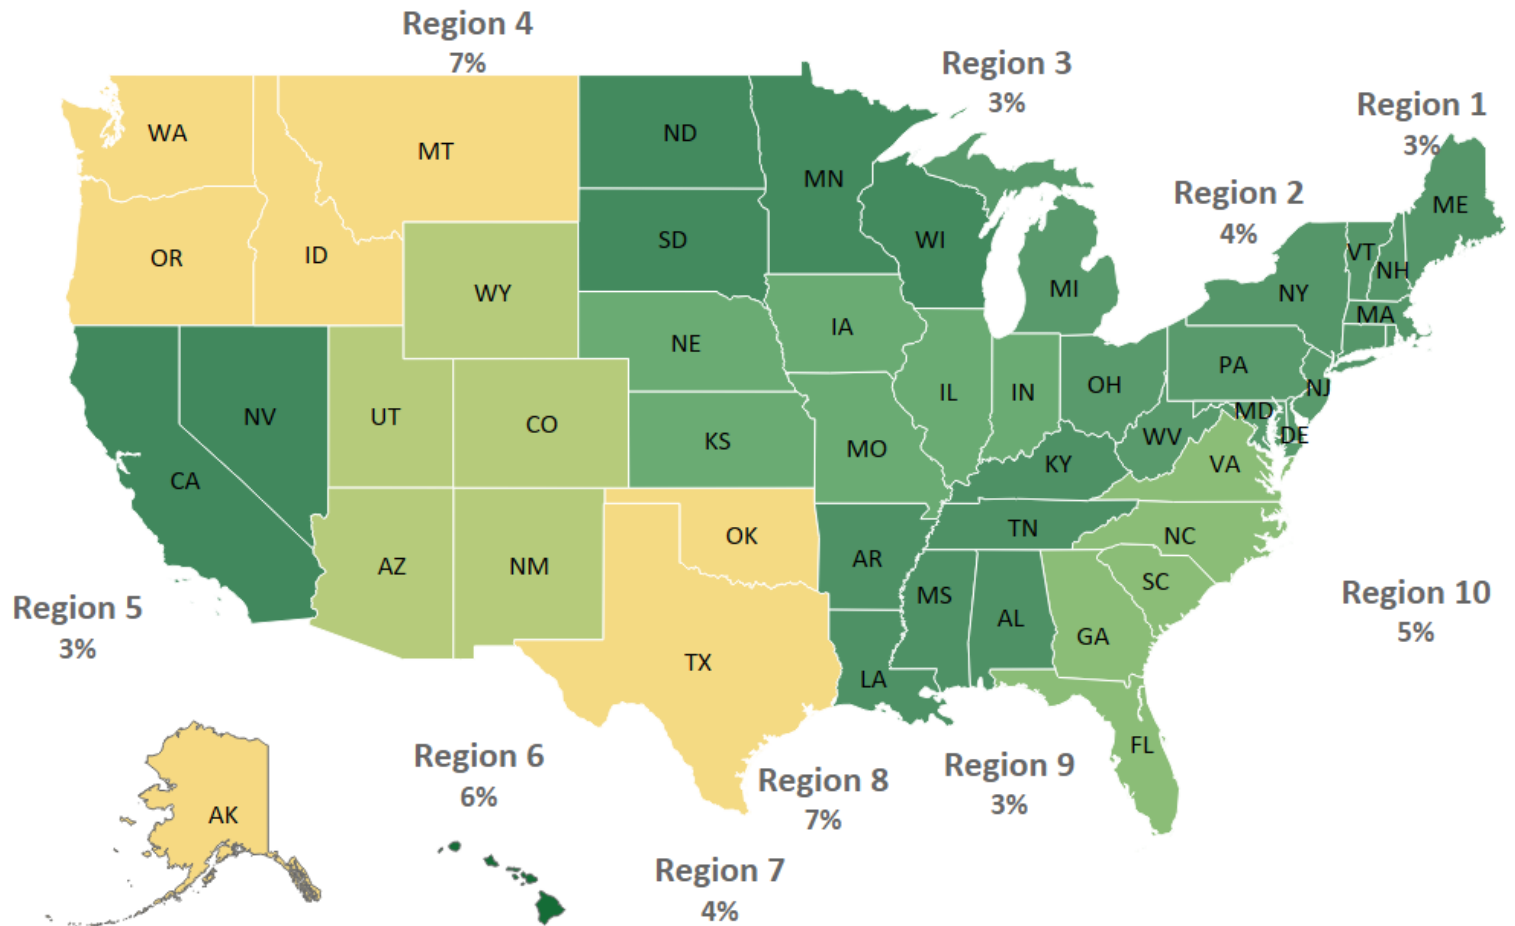 Region 4
7%
Region 3
3%
Region 1
3%
Region 2
4%
WA
MT
ND
MN
ME
OR
ID
SD
WI
VT
NH
WY
MI
NY
MA
NE
IA
PA
NV
UT
CO
IL
IN
OH
NJ
MD
DE
KS
MO
WV
KY
VA
CA
AZ
NM
OK
AR
TN
NC
MS
AL
SC
GA
TX
LA
FL
Region 5
3%
Region 10
5%
Region 6
6%
Region 8
7%
Region 9
3%
AK
Region 7
4%